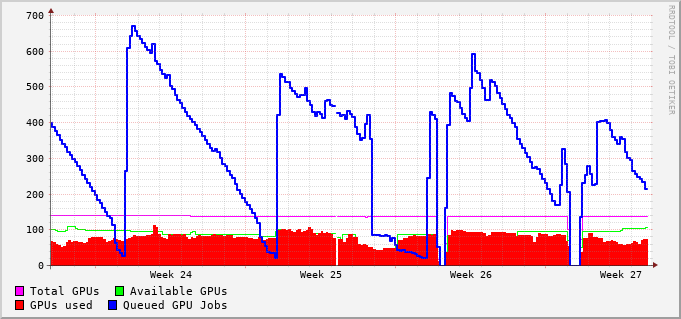 700
600
500
400
300
200
100
0
Week 24 Week 25 Week 26 Week 27
Total GPUs Available GPUs
GPUs used Queued GPU Jobs
RRDTOOL / TOBI OETIKER